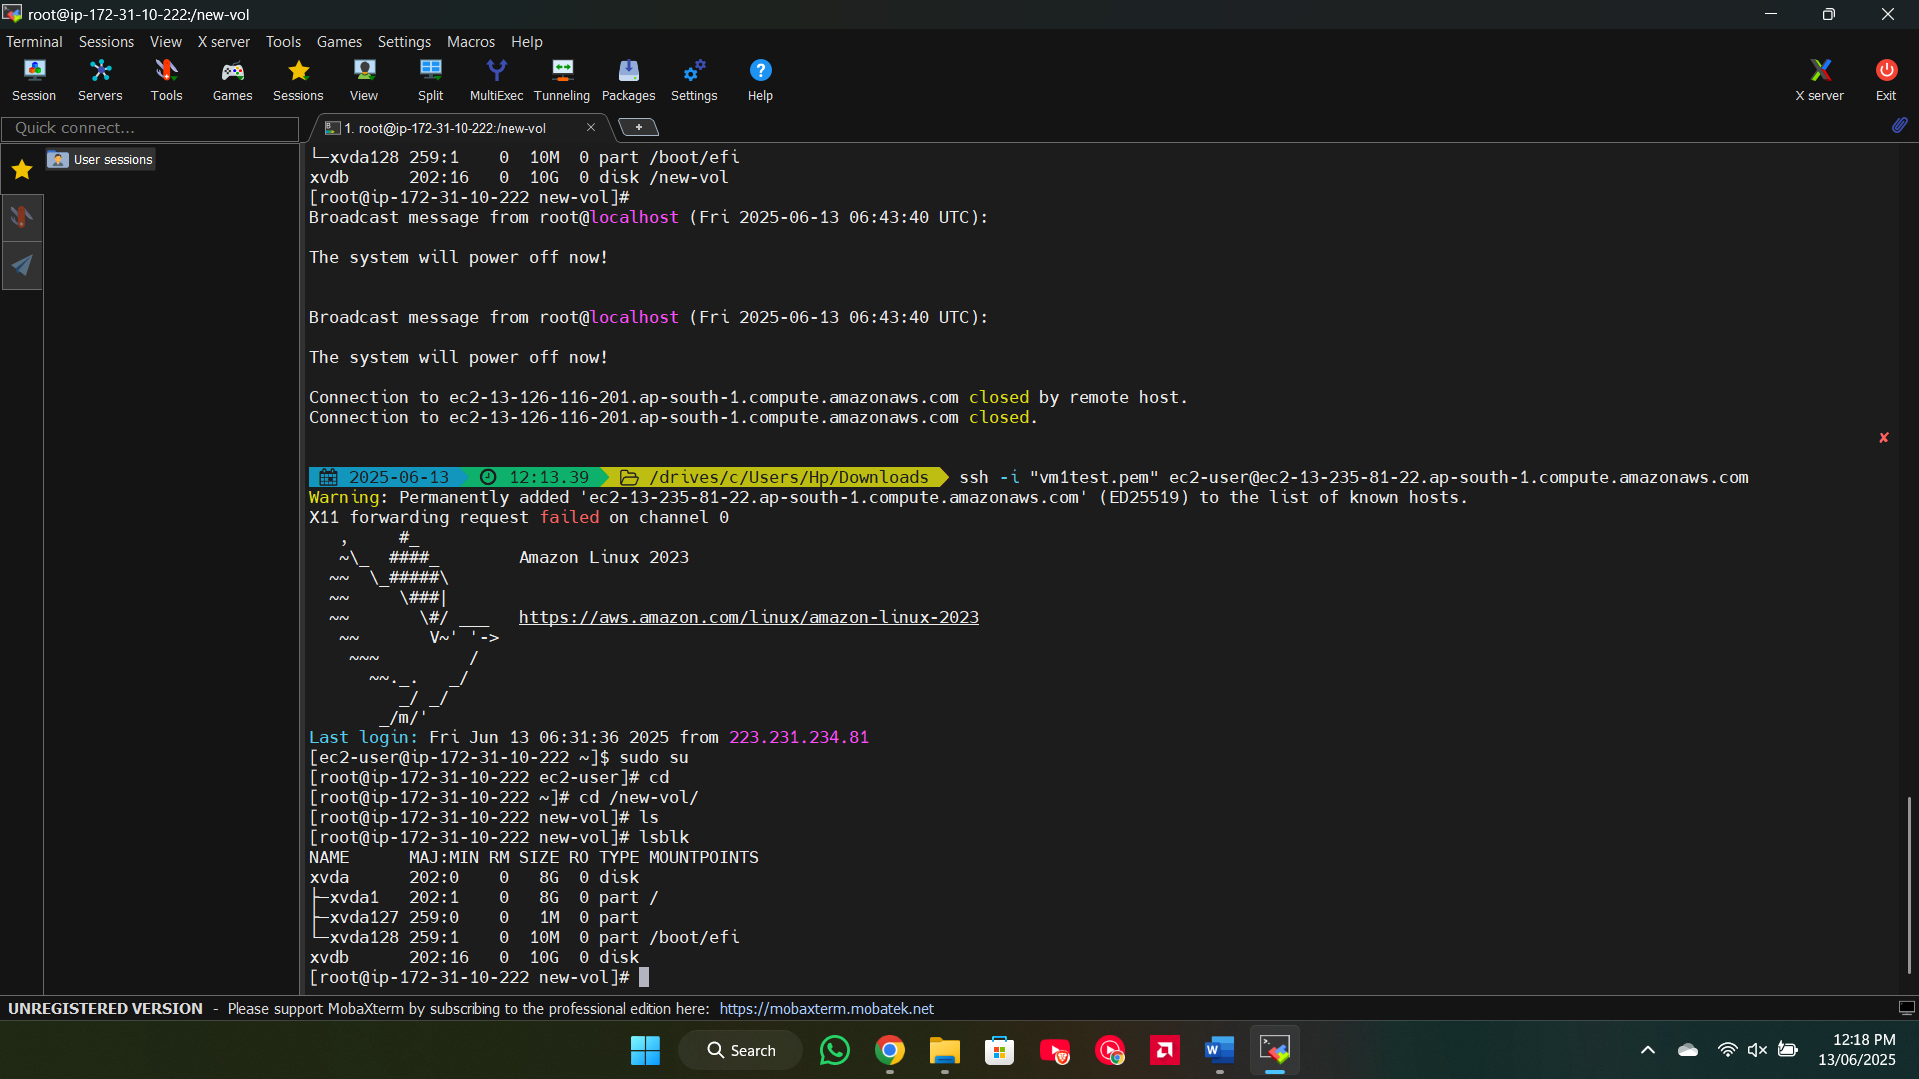 root@ip-172-31-10-222:/new-vol
Terminal Sessions View X server Tools Games Settings Macros Help
Session Servers Tools Games Sessions View Split MultiExec Tunneling Packages Settings Help X server Exit
Quick connect...
1. root@ip-172-31-10-222:/new-vol
User sessions
└─xvda128 259:1    0  10M  0 part /boot/efi
xvdb      202:16   0  10G  0 disk /new-vol
[root@ip-172-31-10-222 new-vol]#
Broadcast message from root@localhost (Fri 2025-06-13 06:43:40 UTC):
The system will power off now!
Broadcast message from root@localhost (Fri 2025-06-13 06:43:40 UTC):
The system will power off now!
Connection to ec2-13-126-116-201.ap-south-1.compute.amazonaws.com closed by remote host.
Connection to ec2-13-126-116-201.ap-south-1.compute.amazonaws.com closed.
2025-06-13 12:13.39 /drives/c/Users/Hp/Downloads ssh -i "vm1test.pem" ec2-user@ec2-13-235-81-22.ap-south-1.compute.amazonaws.com
Warning: Permanently added 'ec2-13-235-81-22.ap-south-1.compute.amazonaws.com' (ED25519) to the list of known hosts.
X11 forwarding request failed on channel 0
   ,     #_
   ~\_  ####_        Amazon Linux 2023
  ~~  \_#####\
  ~~     \###|
  ~~       \#/ ___   https://aws.amazon.com/linux/amazon-linux-2023
   ~~       V~' '->
    ~~~         /
      ~~._.   _/
         _/ _/
       _/m/'
Last login: Fri Jun 13 06:31:36 2025 from 223.231.234.81
[ec2-user@ip-172-31-10-222 ~]$ sudo su
[root@ip-172-31-10-222 ec2-user]# cd
[root@ip-172-31-10-222 ~]# cd /new-vol/
[root@ip-172-31-10-222 new-vol]# ls
[root@ip-172-31-10-222 new-vol]# lsblk
NAME      MAJ:MIN RM SIZE RO TYPE MOUNTPOINTS
xvda      202:0    0   8G  0 disk
├─xvda1   202:1    0   8G  0 part /
├─xvda127 259:0    0   1M  0 part
└─xvda128 259:1    0  10M  0 part /boot/efi
xvdb      202:16   0  10G  0 disk
[root@ip-172-31-10-222 new-vol]#
UNREGISTERED VERSION - Please support MobaXterm by subscribing to the professional edition here: https://mobaxterm.mobatek.net
Search
12:18 PM
13/06/2025